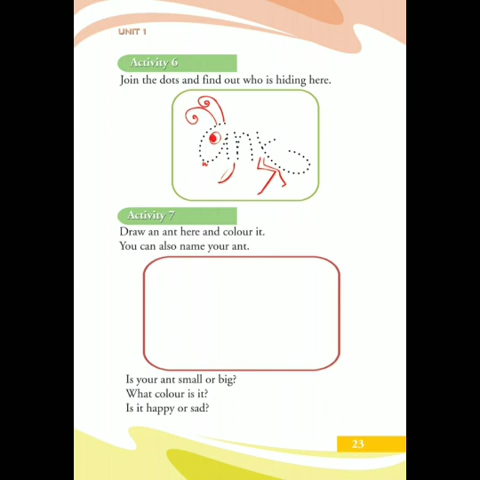 UNIT 1
Activity 6
Join the dots and find out who is hiding here.
ant
Activity 7
Draw an ant here and colour it.
You can also name your ant.
Is your ant small or big?
What colour is it?
Is it happy or sad?
23